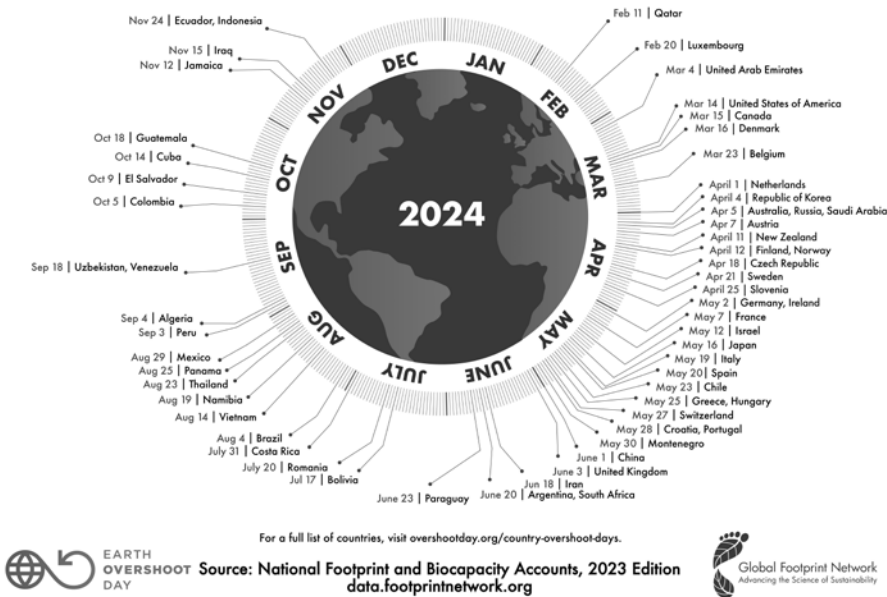 Nov 24 | Ecuador, Indonesia
Nov 15 | Iraq
Nov 12 | Jamaica
Oct 18 | Guatemala
Oct 14 | Cuba
Oct 9 | El Salvador
Oct 5 | Colombia
Sep 18 | Uzbekistan, Venezuela
Sep 4 | Algeria
Sep 3 | Peru
Aug 29 | Mexico
Aug 25 | Panama
Aug 23 | Thailand
Aug 19 | Namibia
Aug 14 | Vietnam
Aug 4 | Brazil
July 31 | Costa Rica
July 20 | Romania
Jul 17 | Bolivia
JAN
FEB
MAR
APR
MAY
JUNE
JULY
AUG
SEP
OCT
NOV
DEC
2024
Feb 11 | Qatar
Feb 20 | Luxembourg
Mar 4 | United Arab Emirates
Mar 14 | United States of America
Mar 15 | Canada
Mar 16 | Denmark
Mar 23 | Belgium
April 1 | Netherlands
April 4 | Republic of Korea
Apr 5 | Australia, Russia, Saudi Arabia
Apr 7 | Austria
April 11 | New Zealand
April 12 | Finland, Norway
Apr 18 | Czech Republic
Apr 21 | Sweden
April 25 | Slovenia
May 2 | Germany, Ireland
May 7 | France
May 12 | Israel
May 16 | Japan
May 19 | Italy
May 20| Spain
May 23 | Chile
May 25 | Greece, Hungary
May 27 | Switzerland
May 28 | Croatia, Portugal
May 30 | Montenegro
June 1 | China
June 3 | United Kingdom
Jun 18 | Iran
June 20 | Argentina, South Africa
June 23 | Paraguay
For a full list of countries, visit overshootday.org/country-overshoot-days.
EARTH
OVERSHOOT
DAY
Source: National Footprint and Biocapacity Accounts, 2023 Edition
data.footprintnetwork.org
Global Footprint Network
Advancing the Science of Sustainability